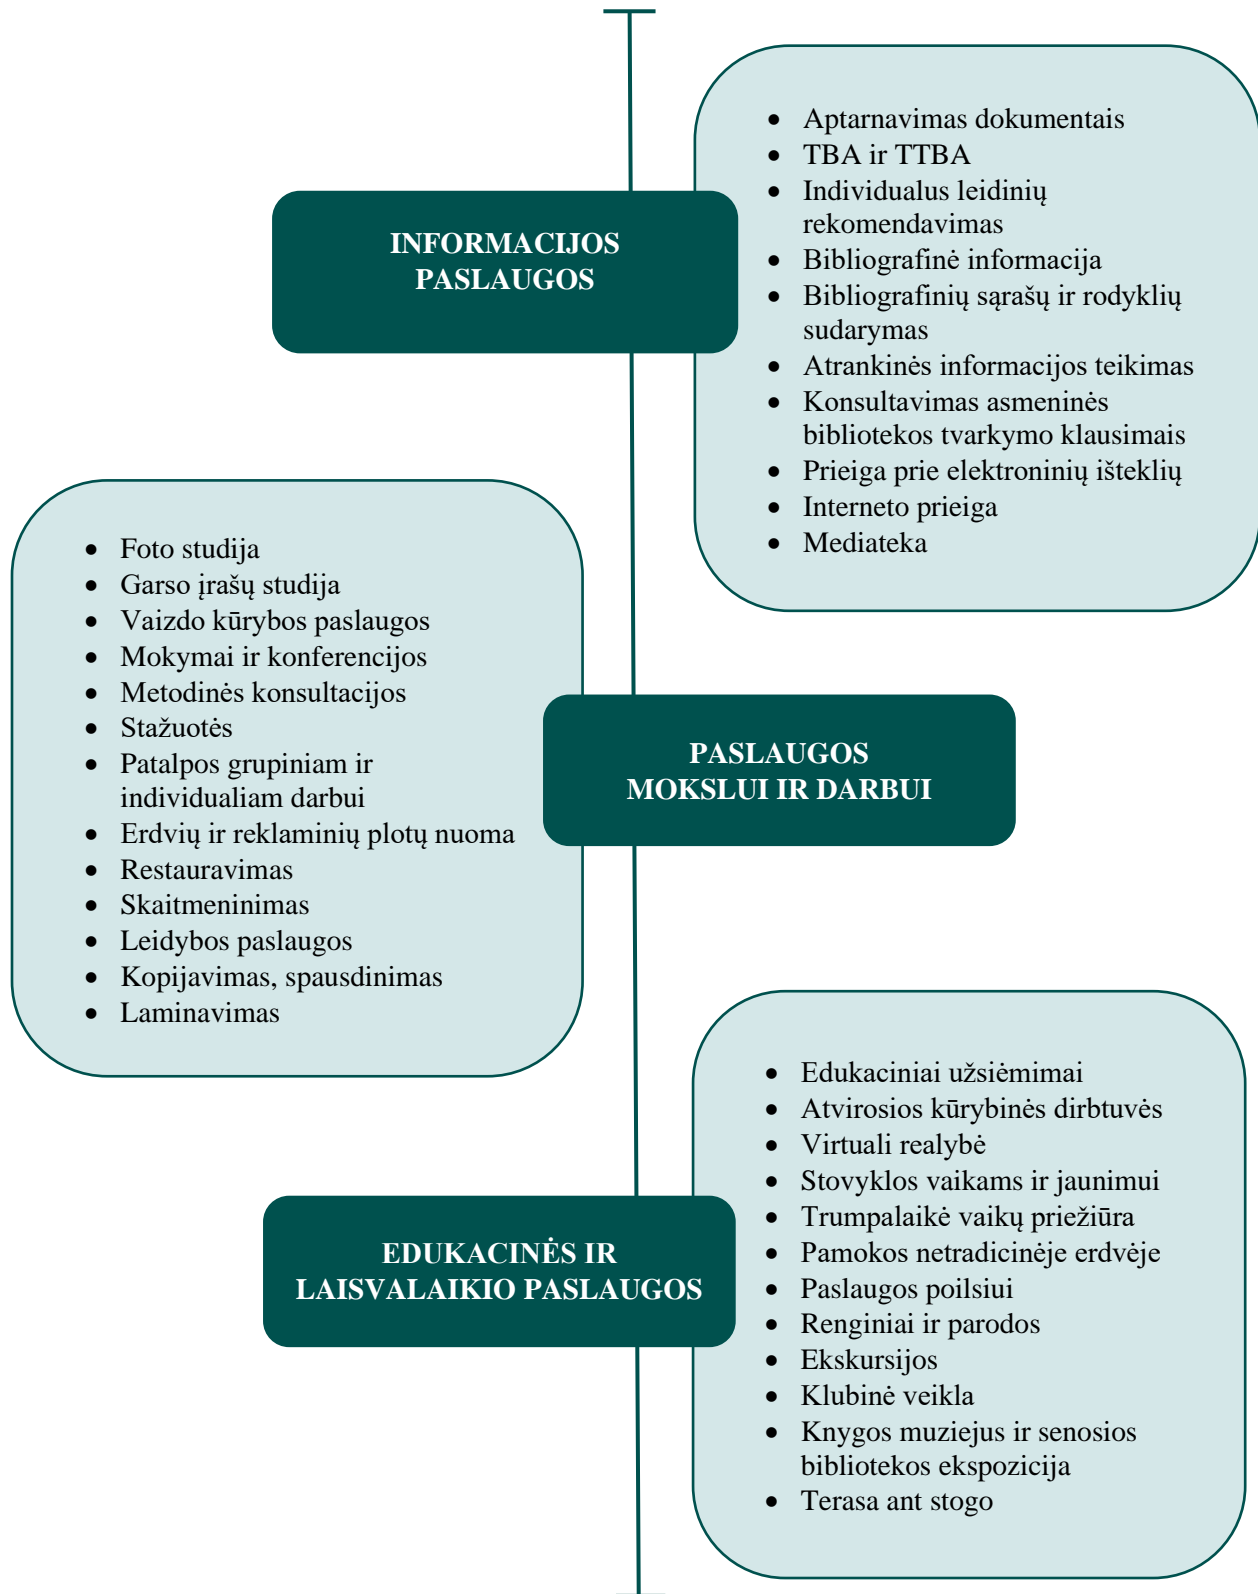 INFORMACIJOS
PASLAUGOS
• Aptarnavimas dokumentais
• TBA ir TTBA
• Individualus leidinių
rekomendavimas
• Bibliografinė informacija
• Bibliografinių sąrašų ir rodyklių
sudarymas
• Atrankinės informacijos teikimas
• Konsultavimas asmeninės
bibliotekos tvarkymo klausimais
• Prieiga prie elektroninių išteklių
• Interneto prieiga
• Mediateka
PASLAUGOS
MOKSLUI IR DARBUI
• Foto studija
• Garso įrašų studija
• Vaizdo kūrybos paslaugos
• Mokymai ir konferencijos
• Metodinės konsultacijos
• Stažuotės
• Patalpos grupiniam ir
individualiam darbui
• Erdvių ir reklaminių plotų nuoma
• Restauravimas
• Skaitmeninimas
• Leidybos paslaugos
• Kopijavimas, spausdinimas
• Laminavimas
EDUKACINĖS IR
LAISVALAIKIO PASLAUGOS
• Edukaciniai užsiėmimai
• Atvirosios kūrybinės dirbtuvės
• Virtuali realybė
• Stovyklos vaikams ir jaunimui
• Trumpalaikė vaikų priežiūra
• Pamokos netradicinėje erdvėje
• Paslaugos poilsiui
• Renginiai ir parodos
• Ekskursijos
• Klubinė veikla
• Knygos muziejus ir senosios
bibliotekos ekspozicija
• Terasa ant stogo